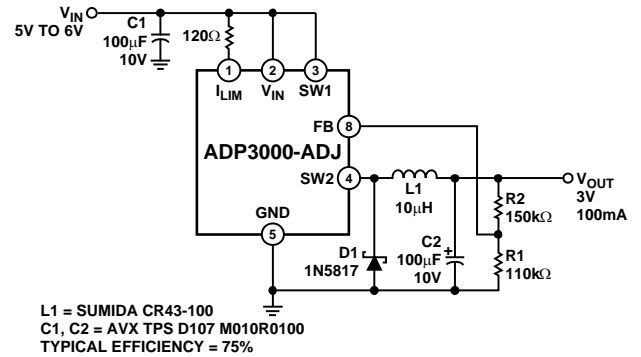 VIN
5V TO 6V
C1
100μF
10V
120Ω
1
2
3
ILIM
VIN
SW1
FB
8
ADP3000-ADJ
SW2
4
L1
10μH
VOUT
3V
100mA
R2
150kΩ
GND
5
D1
1N5817
C2
100μF
10V
+
R1
110kΩ
L1 = SUMIDA CR43-100
C1, C2 = AVX TPS D107 M010R0100
TYPICAL EFFICIENCY = 75%